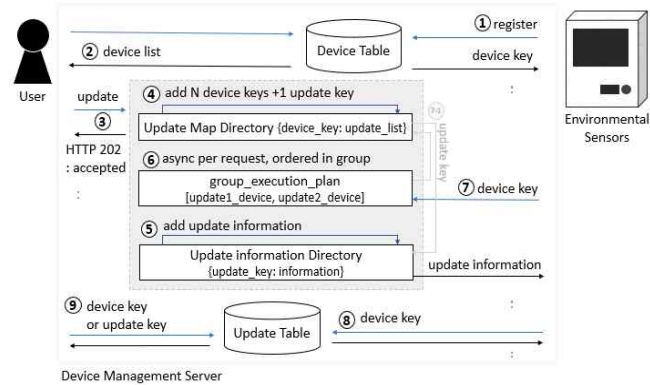 ① register
② device list
Device Table
device key
User
update
④ add N device keys +1 update key
:
③
Update Map Directory {device_key: update_list}
Environmental
Sensors
HTTP 202
: accepted
⑥ async per request, ordered in group
update key
group_execution_plan
⑦ device key
[update1_device, update2_device]
:
⑤ add update information
Update information Directory
{update_key: information}
update information
:
⑨ device key
or update key
Update Table
⑧ device key
:
Device Management Server